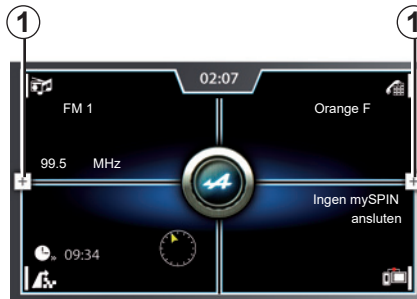 1
1
02:07
FM 1
Orange F
99.5 MHz
Ingen mySPIN
ansluten
09:34